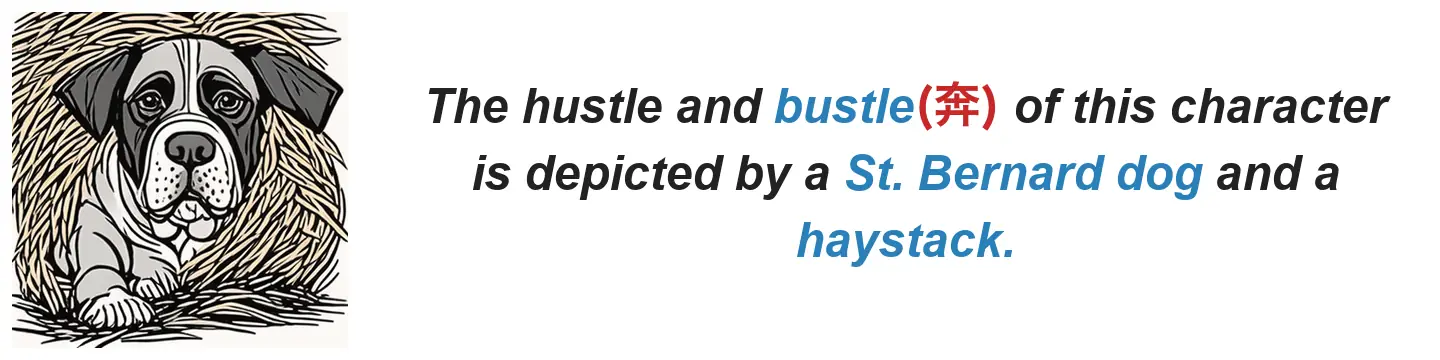 The hustle and bustle(奔) of this character
is depicted by a St. Bernard dog and a
haystack.